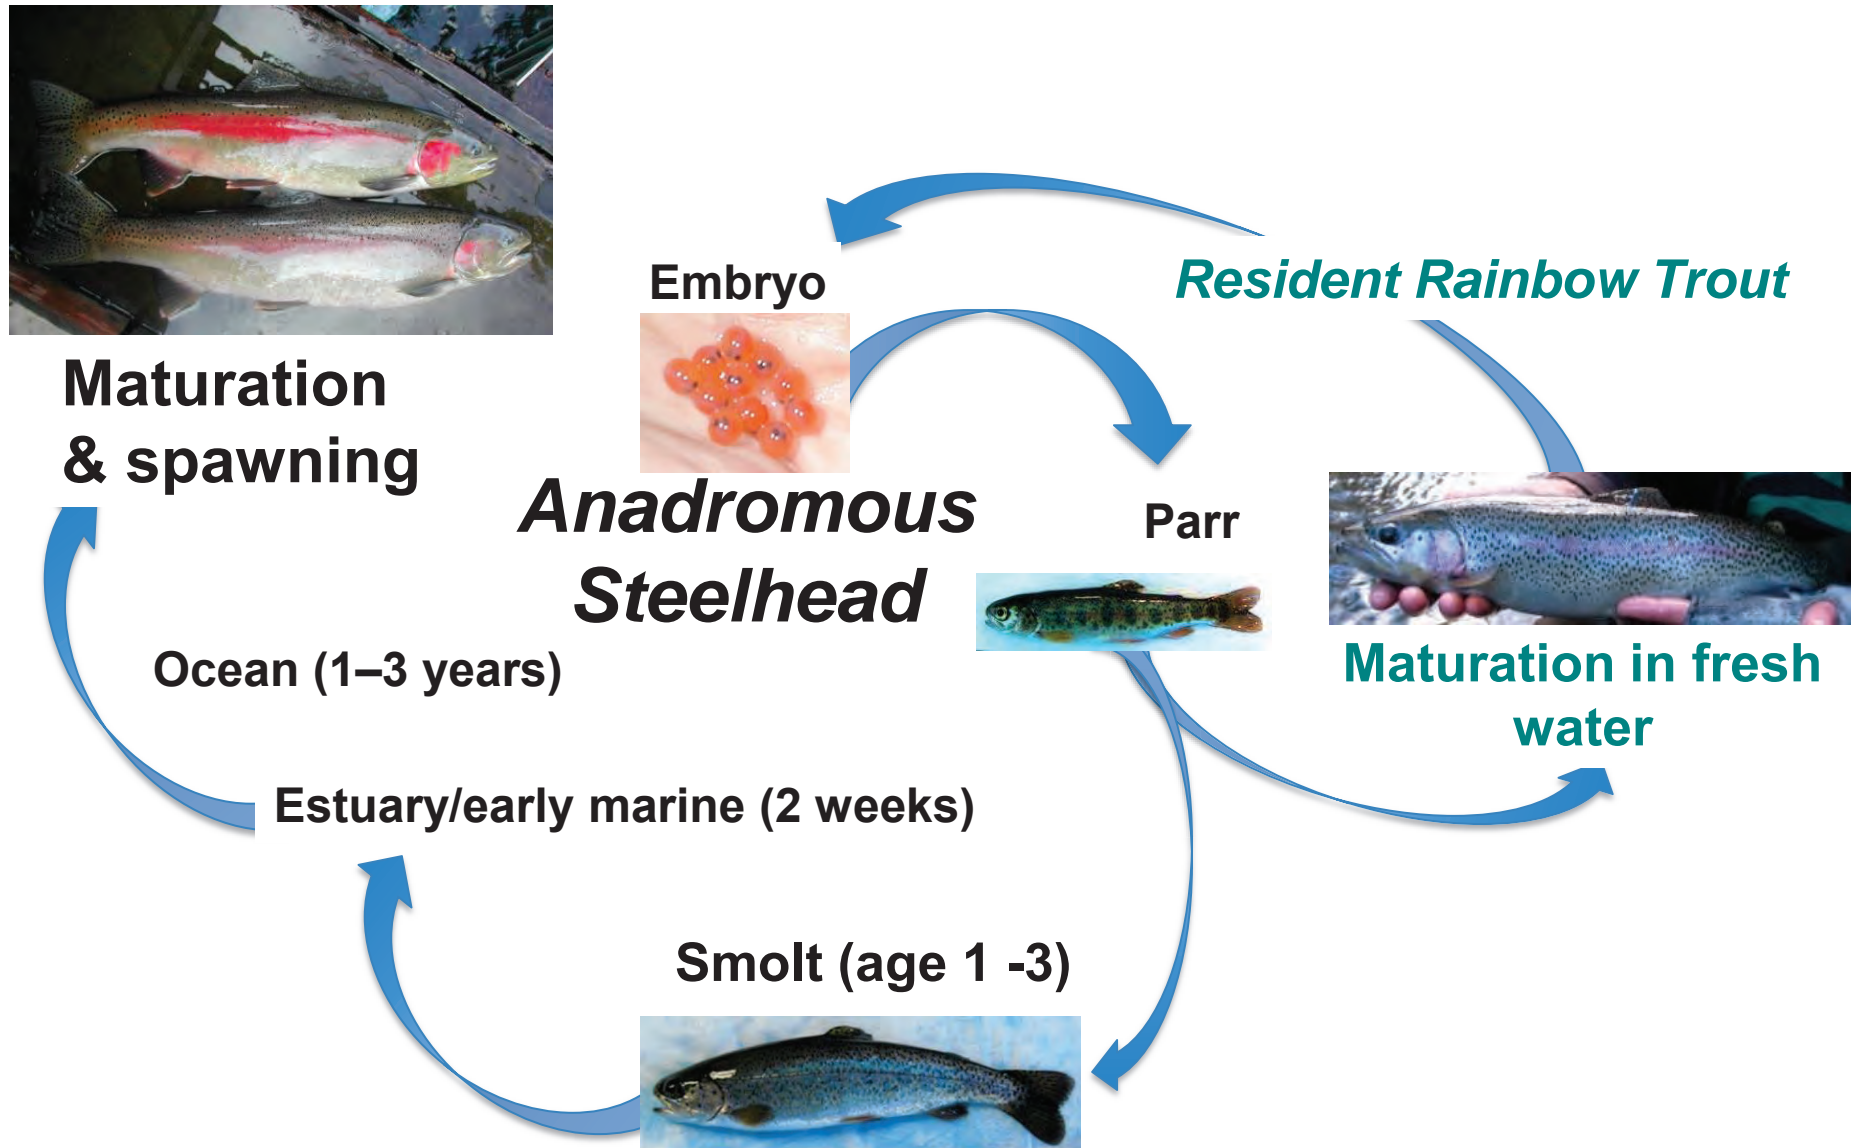 Embryo
Resident Rainbow Trout
Maturation
& spawning
Anadromous
Steelhead
Parr
Maturation in fresh
water
Ocean (1–3 years)
Estuary/early marine (2 weeks)
Smolt (age 1 -3)